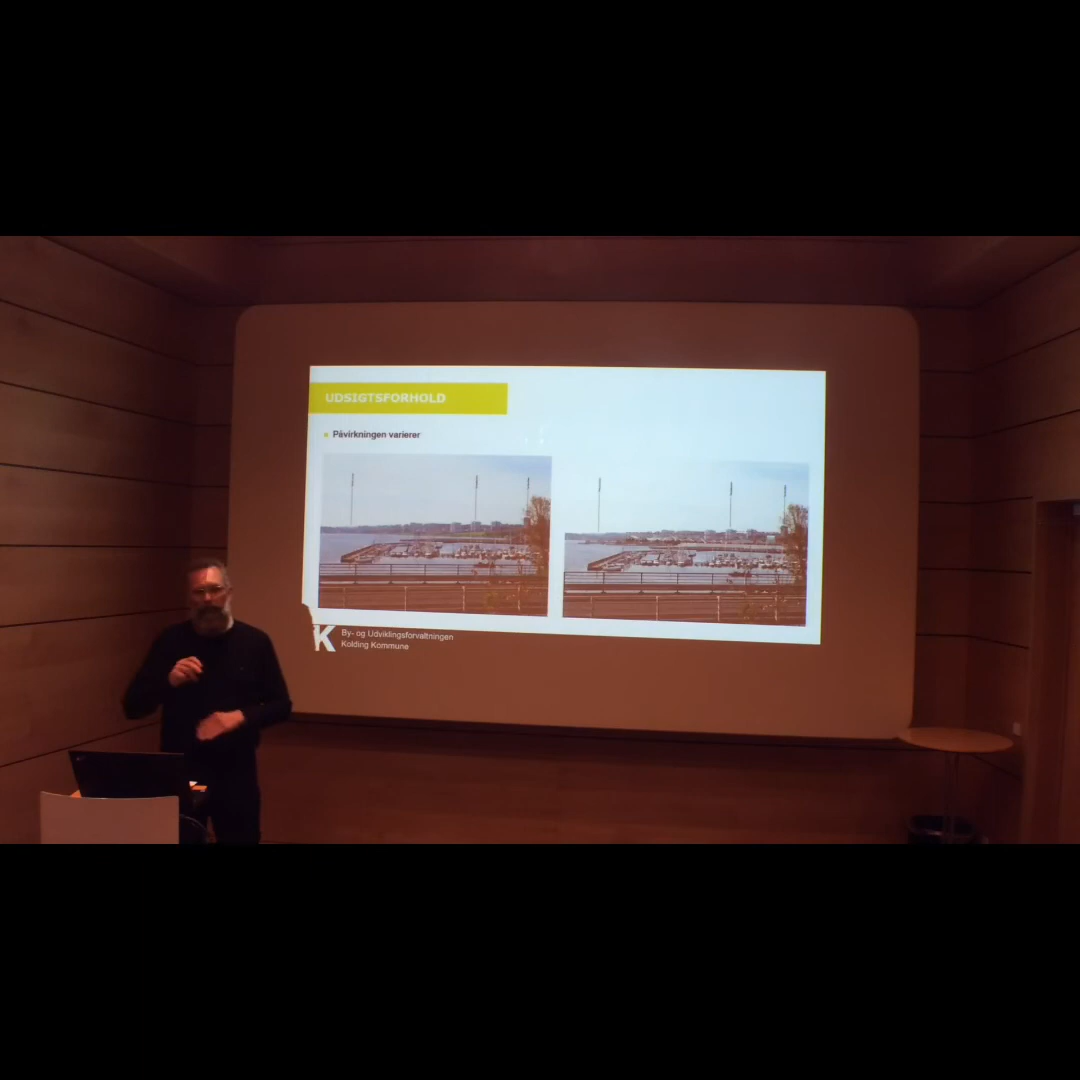 UDSIGTSFORHOLD
Påvirkningen varierer
K
By- og Udviklingsforvaltningen
Kolding Kommune